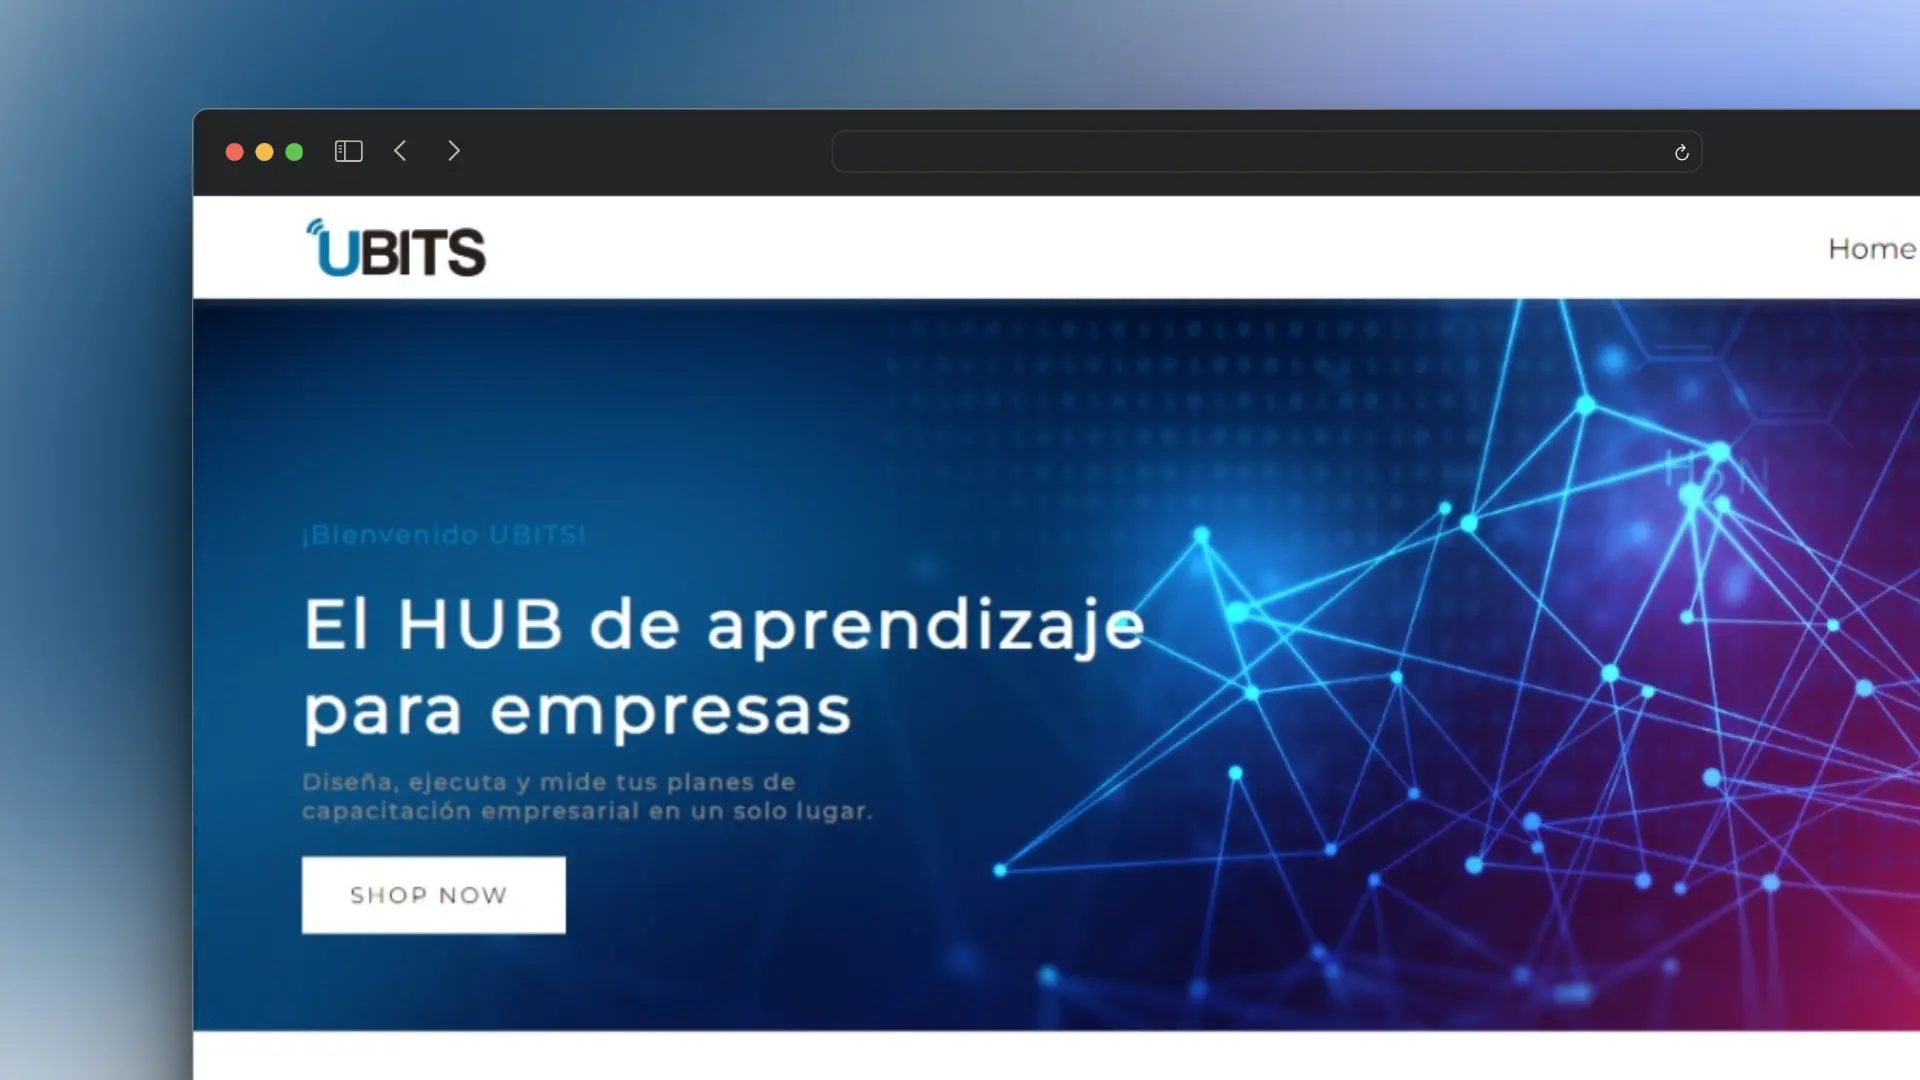 UBITS
Home
¡Bienvenido UBITS!
El HUB de aprendizaje
para empresas
Diseña, ejecuta y mide tus planes de
capacitación empresarial en un solo lugar.
SHOP NOW